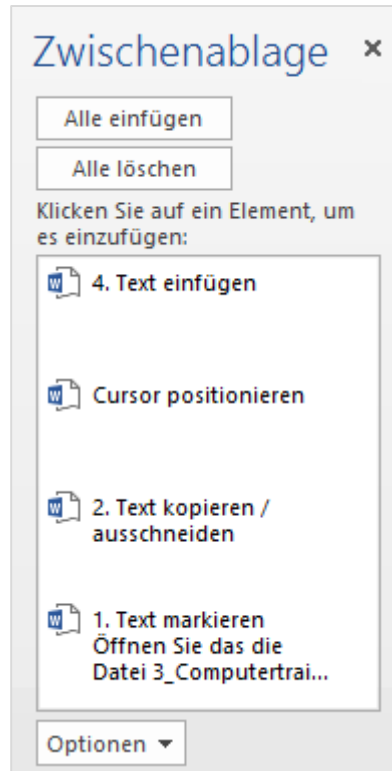 Zwischenablage
Alle einfügen
Alle löschen
Klicken Sie auf ein Element, um
es einzufügen:
4. Text einfügen
Cursor positionieren
2. Text kopieren /
ausschneiden
1. Text markieren
Öffnen Sie das die
Datei 3_Computertrai...
Optionen